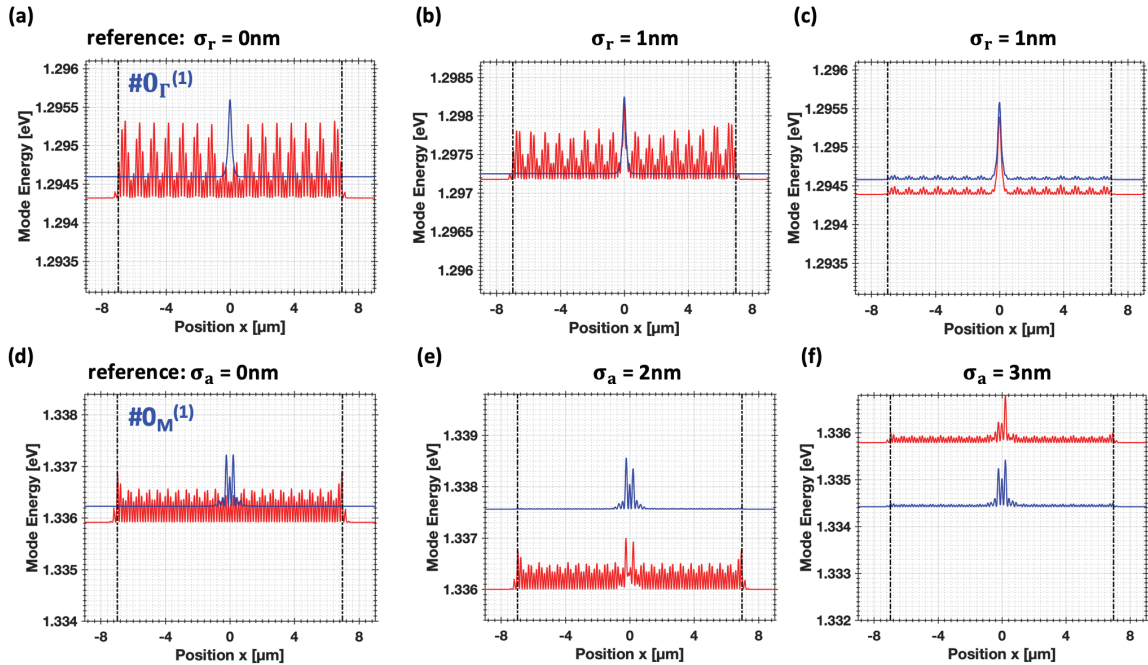 (a)
reference: σr = 0nm
#0Γ(1)
Mode Energy [eV]
1.296
1.2955
1.295
1.2945
1.294
1.2935
-8 -4 0 4 8
Position x [µm]
(b)
σr = 1nm
Mode Energy [eV]
1.2985
1.298
1.2975
1.297
1.2965
1.296
-8 -4 0 4 8
Position x [µm]
(c)
σr = 1nm
Mode Energy [eV]
1.296
1.2955
1.295
1.2945
1.294
1.2935
-8 -4 0 4 8
Position x [µm]
(d)
reference: σa = 0nm
#0M(1)
Mode Energy [eV]
1.338
1.337
1.336
1.335
1.334
-8 -4 0 4 8
Position x [µm]
(e)
σa = 2nm
Mode Energy [eV]
1.339
1.338
1.337
1.336
-8 -4 0 4 8
Position x [µm]
(f)
σa = 3nm
Mode Energy [eV]
1.336
1.335
1.334
1.333
1.332
-8 -4 0 4 8
Position x [µm]